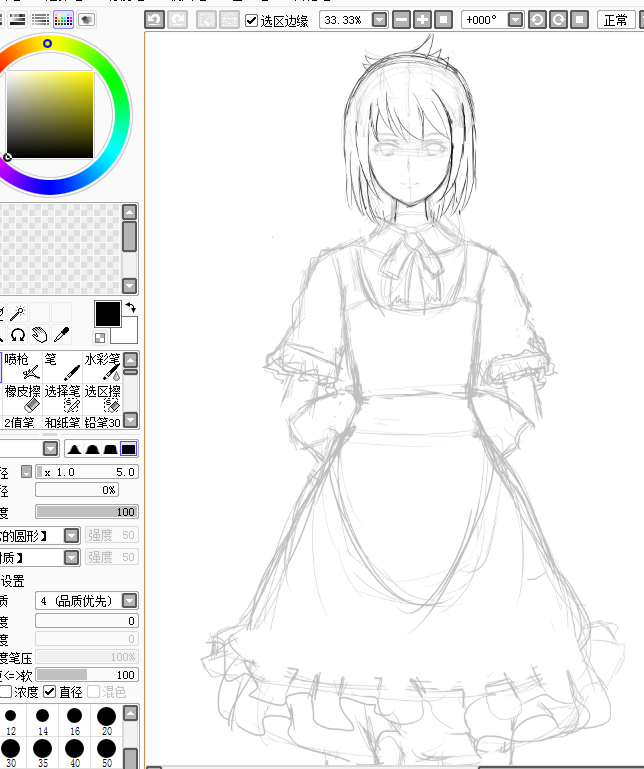 选区边缘 33.33% +000° 正常
喷枪 笔 水彩笔
橡皮擦 选择笔 选区擦
2值笔 和纸笔 铅笔30
径 x 1.0 5.0
径 0%
度 100
的圆形】 强度 50
质】 强度 50
设置
质 4 (品质优先)
度 0
度 0
度笔压 100%
<=>软 100
浓度 直径 混色
12 14 16 20
30 35 40 50